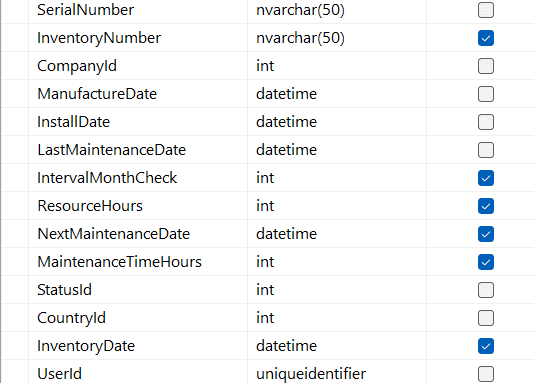 SerialNumber nvarchar(50)
InventoryNumber nvarchar(50)
CompanyId int
ManufactureDate datetime
InstallDate datetime
LastMaintenanceDate datetime
IntervalMonthCheck int
ResourceHours int
NextMaintenanceDate datetime
MaintenanceTimeHours int
StatusId int
CountryId int
InventoryDate datetime
UserId uniqueidentifier